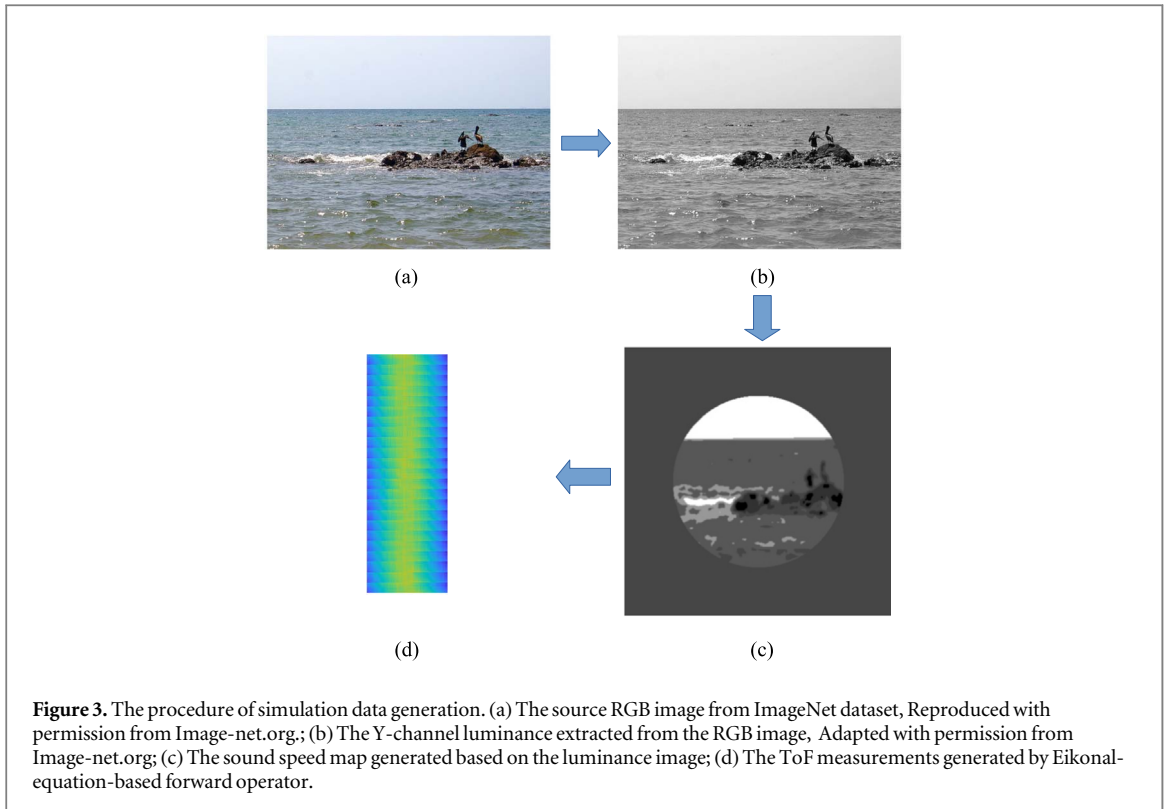 (a)
(b)
(d)
(c)
Figure 3. The procedure of simulation data generation. (a) The source RGB image from ImageNet dataset, Reproduced with
permission from Image-net.org.; (b) The Y-channel luminance extracted from the RGB image, Adapted with permission from
Image-net.org; (c) The sound speed map generated based on the luminance image; (d) The ToF measurements generated by Eikonal-
equation-based forward operator.